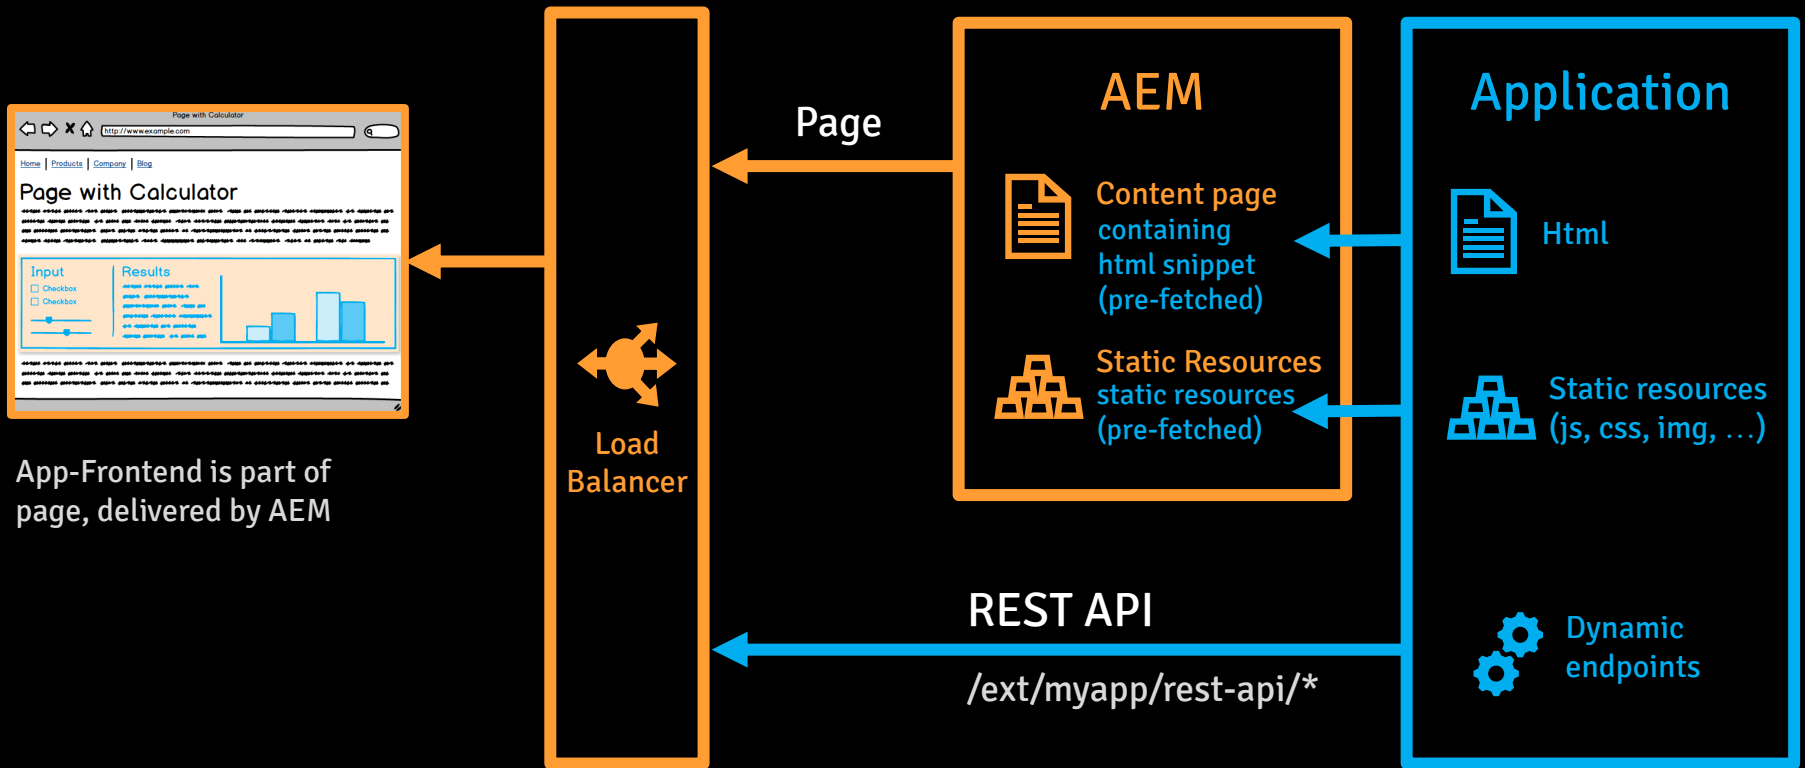 Page with Calculator
http://www.example.com
Home | Products | Company | Blog
Page with Calculator
Input
Checkbox
Checkbox
Results
App-Frontend is part of
page, delivered by AEM
Load
Balancer
Page
AEM
Content page
containing
html snippet
(pre-fetched)
Static Resources
static resources
(pre-fetched)
REST API
/ext/myapp/rest-api/*
Application
Html
Static resources
(js, css, img, ...)
Dynamic
endpoints